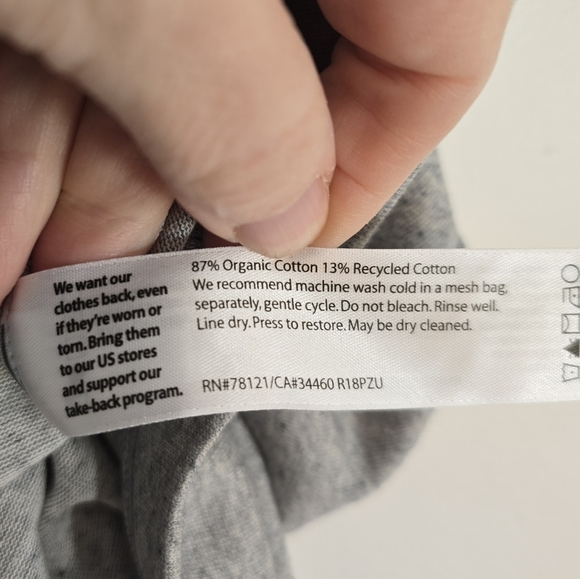 We want our
clothes back, even
if they're worn or
torn. Bring them
to our US stores
and support our
take-back program.
87% Organic Cotton 13% Recycled Cotton
We recommend machine wash cold in a mesh bag,
separately, gentle cycle. Do not bleach. Rinse well.
Line dry. Press to restore. May be dry cleaned.
RN#78121/CA#34460 R18PZU